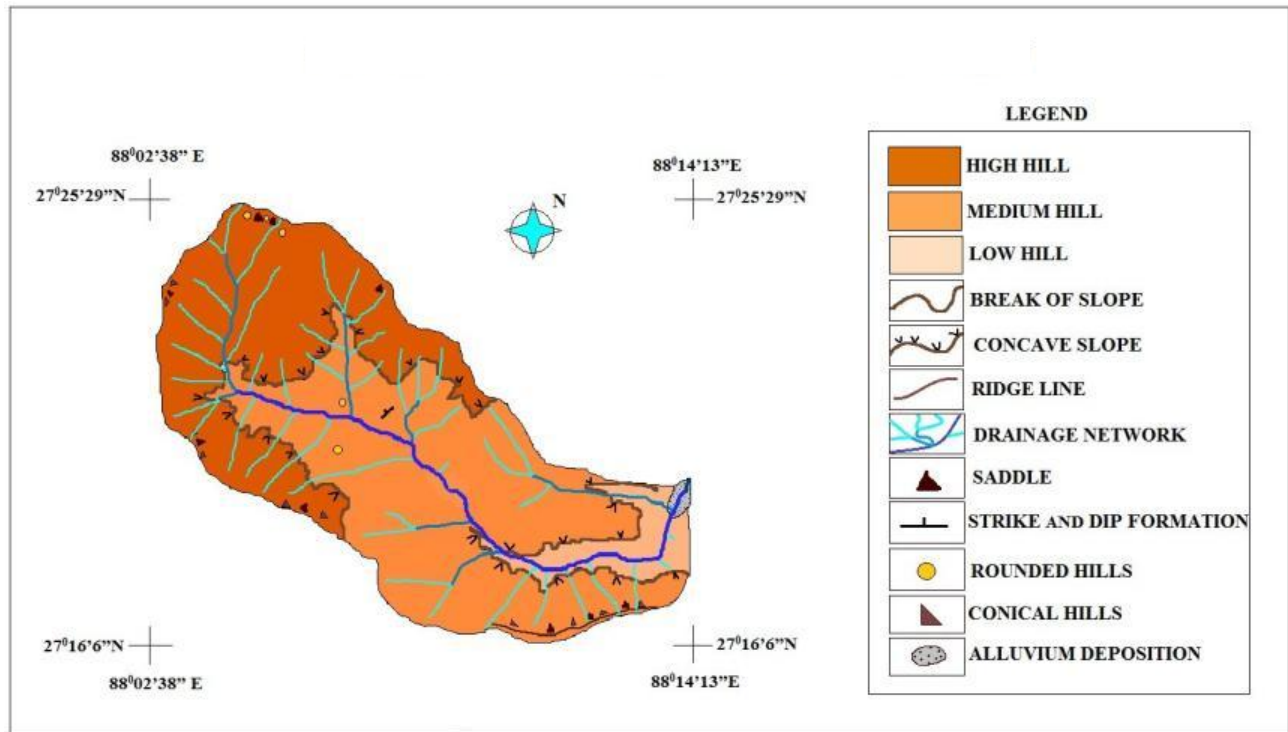 LEGEND
88⁰02'38” E
88⁰14'13”E
27⁰25'29”N
27⁰25'29”N
N
HIGH HILL
MEDIUM HILL
LOW HILL
BREAK OF SLOPE
CONCAVE SLOPE
RIDGE LINE
DRAINAGE NETWORK
SADDLE
STRIKE AND DIP FORMATION
ROUNDED HILLS
CONICAL HILLS
ALLUVIUM DEPOSITION
27⁰16'6”N
27⁰16'6”N
88⁰02'38” E
88⁰14'13”E